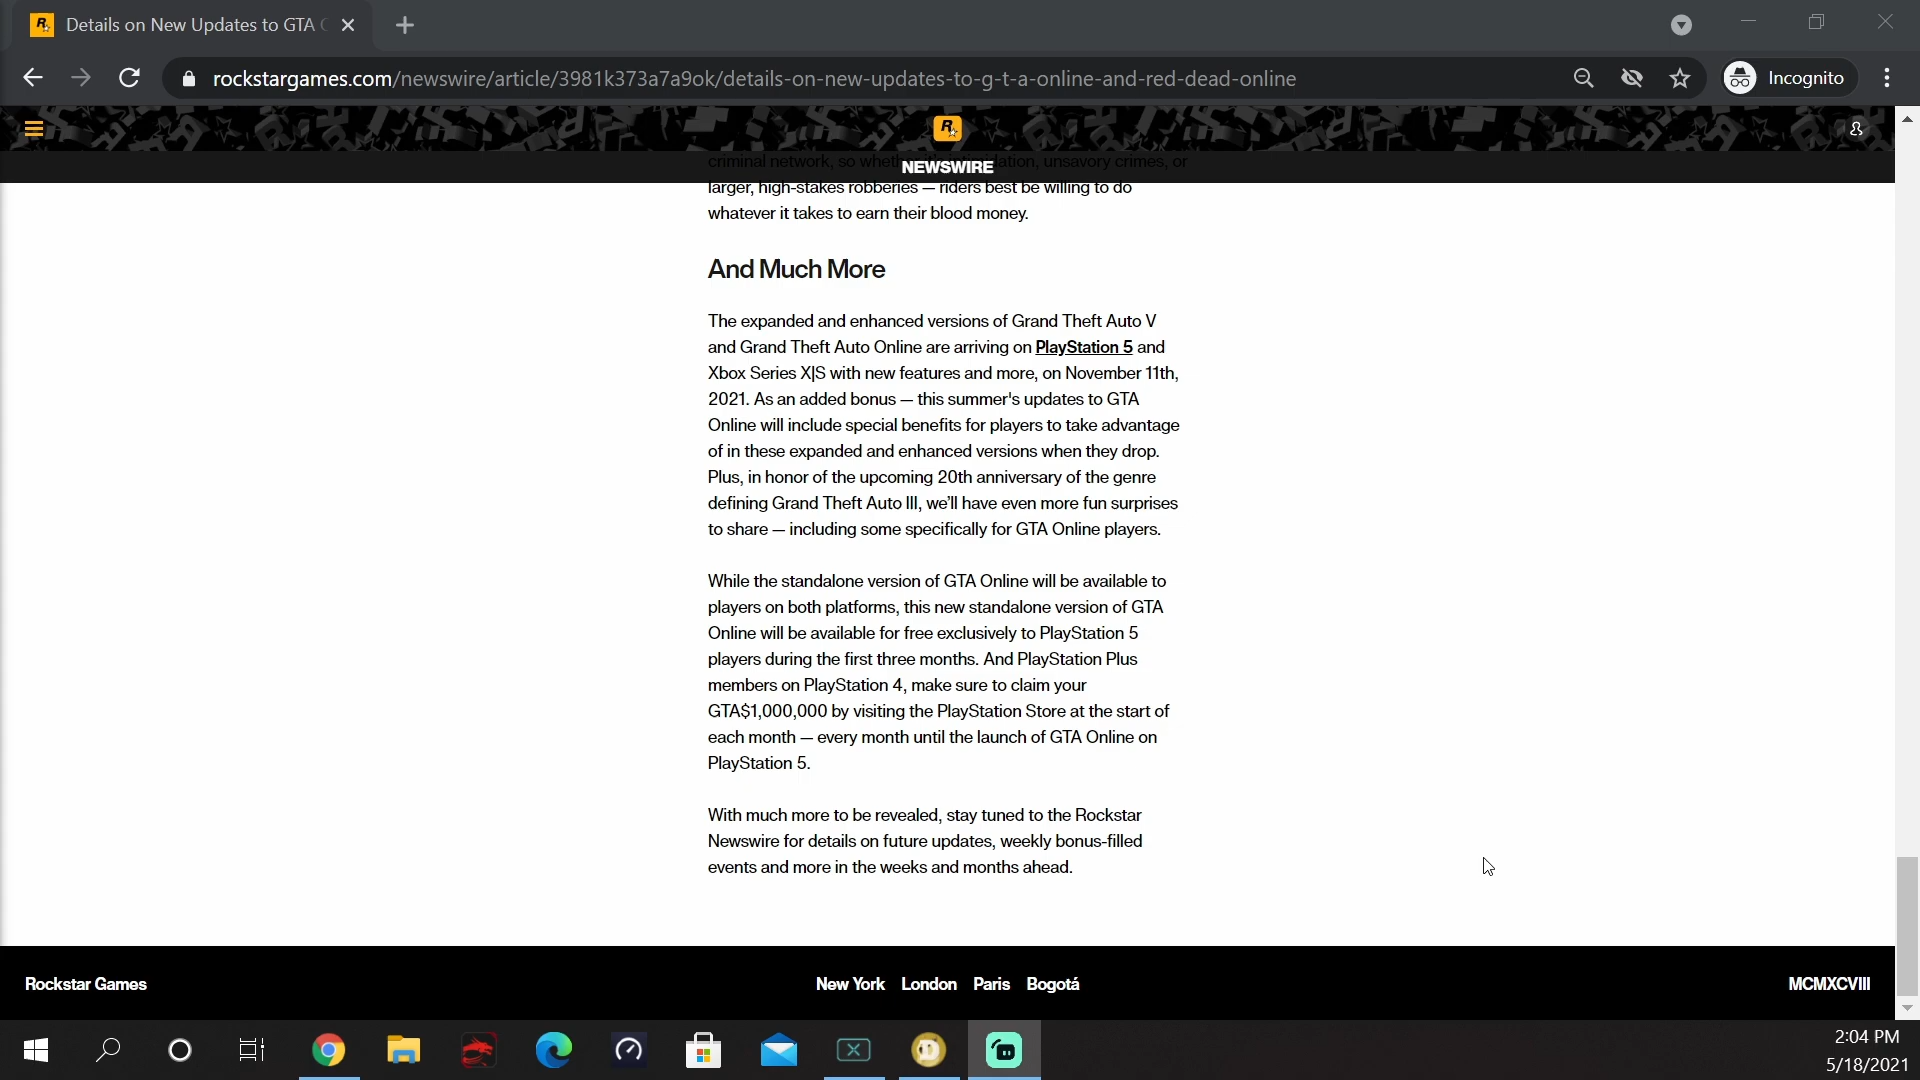 Details on New Updates to GTA O
rockstargames.com/newswire/article/3981k373a7a9ok/details-on-new-updates-to-g-t-a-online-and-red-dead-online
Incognito
NEWSWIRE
criminal network, so whether intimidation, unsavory crimes, or
larger, high-stakes robberies — riders best be willing to do
whatever it takes to earn their blood money.
And Much More
The expanded and enhanced versions of Grand Theft Auto V
and Grand Theft Auto Online are arriving on PlayStation 5 and
Xbox Series X|S with new features and more, on November 11th,
2021. As an added bonus — this summer's updates to GTA
Online will include special benefits for players to take advantage
of in these expanded and enhanced versions when they drop.
Plus, in honor of the upcoming 20th anniversary of the genre
defining Grand Theft Auto III, we'll have even more fun surprises
to share — including some specifically for GTA Online players.
While the standalone version of GTA Online will be available to
players on both platforms, this new standalone version of GTA
Online will be available for free exclusively to PlayStation 5
players during the first three months. And PlayStation Plus
members on PlayStation 4, make sure to claim your
GTA$1,000,000 by visiting the PlayStation Store at the start of
each month — every month until the launch of GTA Online on
PlayStation 5.
With much more to be revealed, stay tuned to the Rockstar
Newswire for details on future updates, weekly bonus-filled
events and more in the weeks and months ahead.
Rockstar Games
New York London Paris Bogotá
MCMXCVIII
2:04 PM
5/18/2021